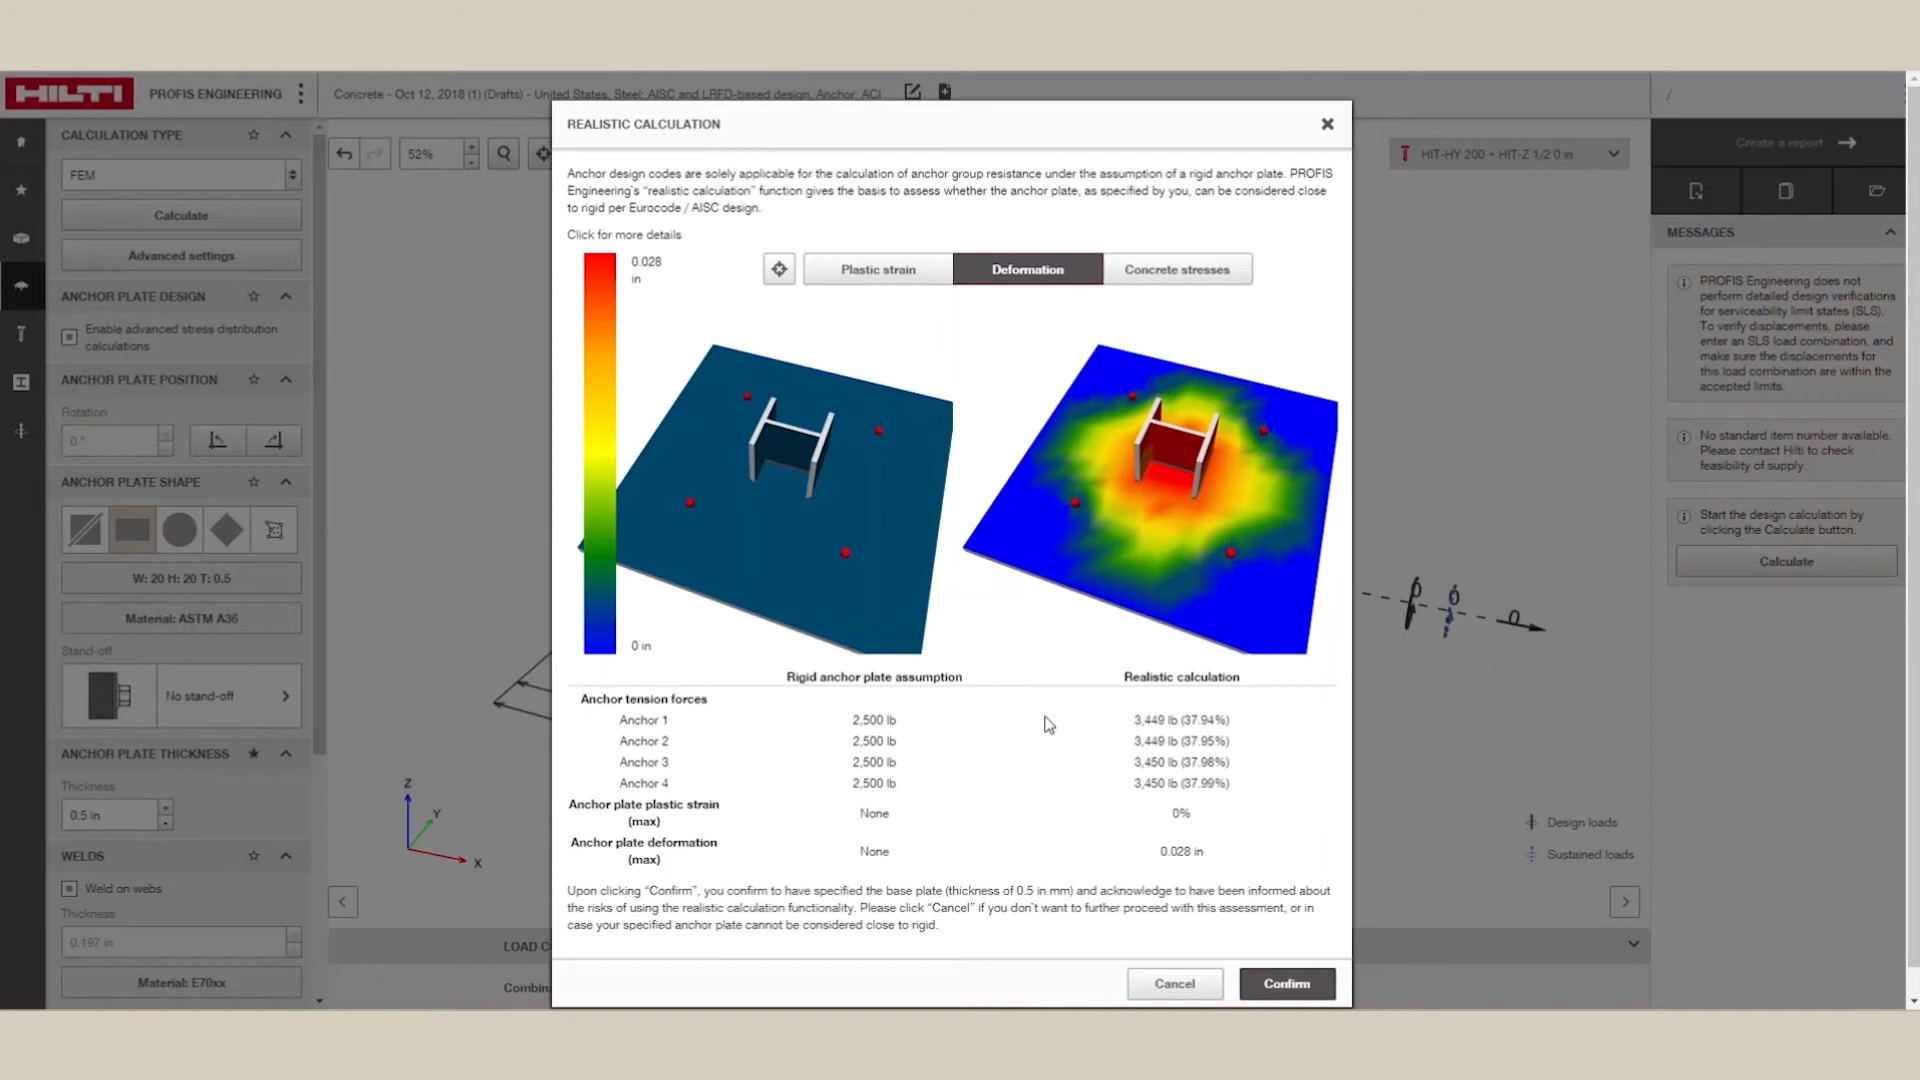 HILTI
PROFIS ENGINEERING
Concrete - Oct 12, 2018 (1) (Drafts) - United States, Steel: AISC and LRFD-based design, Anchor: ACI
/
CALCULATION TYPE
FEM
Calculate
Advanced settings
ANCHOR PLATE DESIGN
Enable advanced stress distribution
calculations
ANCHOR PLATE POSITION
Rotation
0 °
ANCHOR PLATE SHAPE
W: 20 H: 20 T: 0.5
Material: ASTM A36
Stand-off
No stand-off
ANCHOR PLATE THICKNESS
Thickness
0.5 in
WELDS
Weld on webs
Thickness
0.197 in
Material: E70xx
52%
Z
Y
X
LOAD C
Combin
REALISTIC CALCULATION
Anchor design codes are solely applicable for the calculation of anchor group resistance under the assumption of a rigid anchor plate. PROFIS
Engineering`s "realistic calculation" function gives the basis to assess whether the anchor plate, as specified by you, can be considered close
to rigid per Eurocode / AISC design.
Click for more details
0.028
in
Plastic strain
Deformation
Concrete stresses
0 in
Rigid anchor plate assumption
Realistic calculation
Anchor tension forces
Anchor 1 2,500 lb 3,449 lb (37.94%)
Anchor 2 2,500 lb 3,449 lb (37.95%)
Anchor 3 2,500 lb 3,450 lb (37.98%)
Anchor 4 2,500 lb 3,450 lb (37.99%)
Anchor plate plastic strain
(max)
None 0%
Anchor plate deformation
(max)
None 0.028 in
Upon clicking "Confirm", you confirm to have specified the base plate (thickness of 0.5 in mm) and acknowledge to have been informed about
the risks of using the realistic calculation functionality. Please click "Cancel" if you don't want to further proceed with this assessment, or in
case your specified anchor plate cannot be considered close to rigid.
Cancel
Confirm
HIT-HY 200 + HIT-Z 1/2 0 in
0
0
0
Design loads
Sustained loads
Create a report
MESSAGES
PROFIS Engineering does not
perform detailed design verifications
for serviceability limit states (SLS).
To verify displacements, please
enter an SLS load combination, and
make sure the displacements for
this load combination are within the
accepted limits.
No standard item number available.
Please contact Hilti to check
feasibility of supply.
Start the design calculation by
clicking the Calculate button.
Calculate